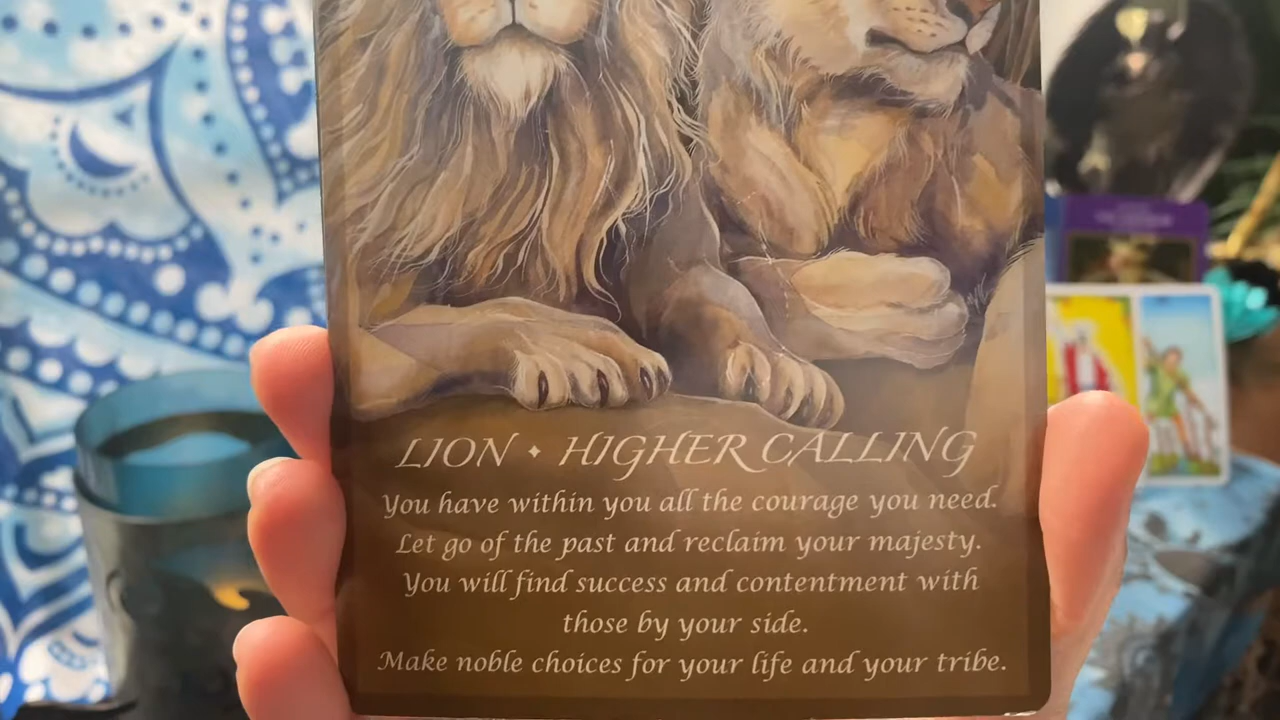 LION • HIGHER CALLING
You have within you all the courage you need.
Let go of the past and reclaim your majesty.
You will find success and contentment with
those by your side.
Make noble choices for your life and your tribe.